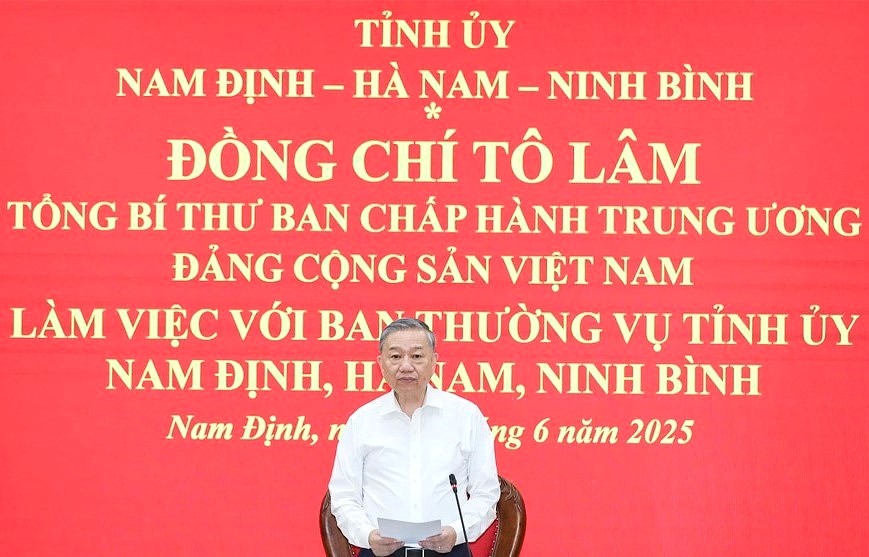 TỈNH ỦY
NAM ĐỊNH – HÀ NAM – NINH BÌNH
*
ĐỒNG CHÍ TÔ LÂM
TỔNG BÍ THƯ BAN CHẤP HÀNH TRUNG ƯƠNG
ĐẢNG CỘNG SẢN VIỆT NAM
LÀM VIỆC VỚI BAN THƯỜNG VỤ TỈNH ỦY
NAM ĐỊNH, HÀ NAM, NINH BÌNH
Nam Định, 6 năm 2025